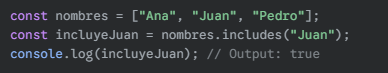 const nombres = ["Ana", "Juan", "Pedro"];
const incluyeJuan = nombres.includes("Juan");
console.log(incluyeJuan); // Output: true